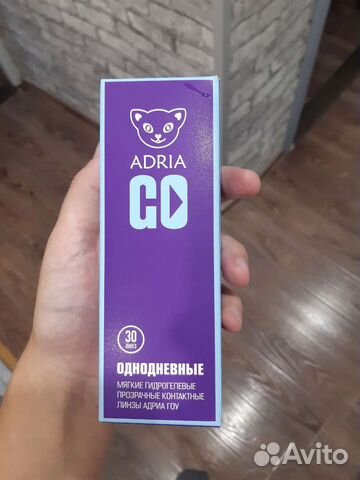 ADRIA
GO
30
ЛИНЗ
ОДНОДНЕВНЫЕ
МЯГКИЕ ГИДРОГЕЛЕВЫЕ
ПРОЗРАЧНЫЕ КОНТАКТНЫЕ
ЛИНЗЫ АДРИА ГОУ
Avito